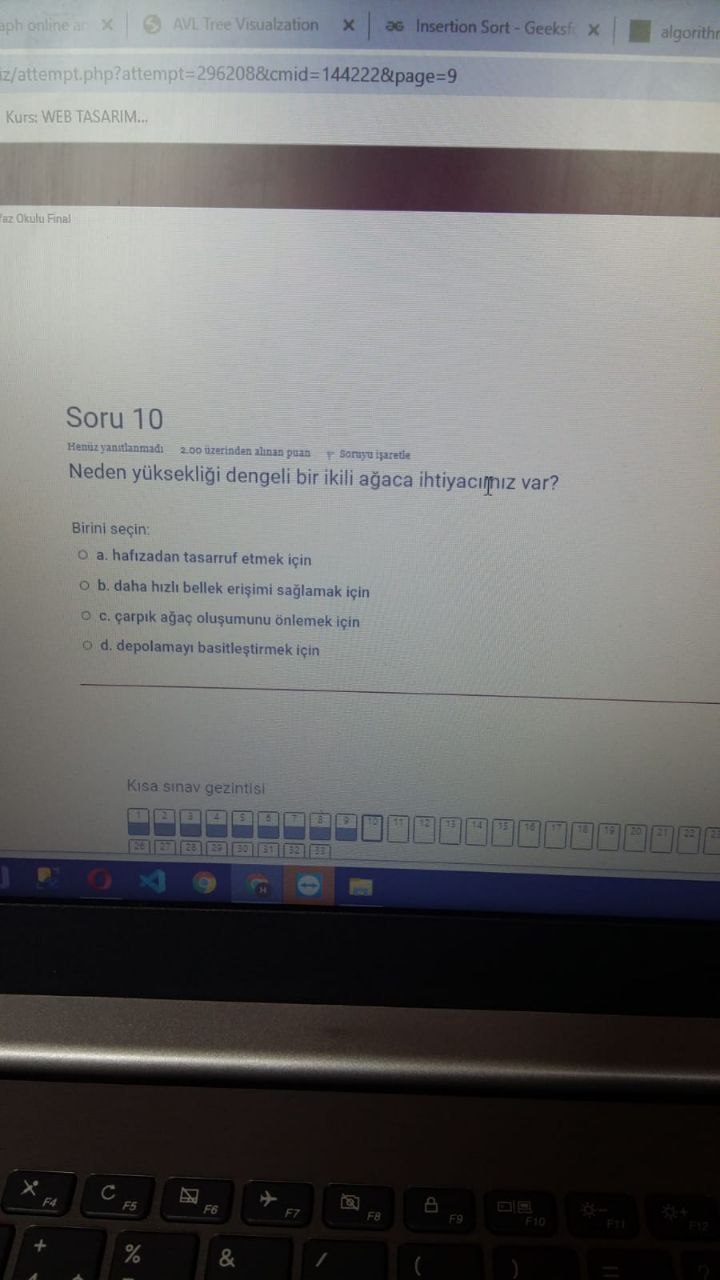 aph online ar
AVL Tree Visualzation
Insertion Sort - Geeksf
algorithm
iz/attempt.php?attempt=296208&cmid=144222&page=9
Kurs: WEB TASARIM...
Yaz Okulu Final
Soru 10
Henüz yanıtlanmadı 2.00 üzerinden alınan puan Soruyu işaretle
Neden yüksekliği dengeli bir ikili ağaca ihtiyacımız var?
Birini seçin:
a. hafızadan tasarruf etmek için
b. daha hızlı bellek erişimi sağlamak için
c. çarpık ağaç oluşumunu önlemek için
d. depolamayı basitleştirmek için
Kısa sınav gezintisi
1 2 3 4 5 6 7 8 9 10 11 12 13 14 15 16 17 18 19 20 21 22 23
26 27 28 29 30 31 32 33
F4 F5 F6 F7 F8 F9 F10 F11 F12
+ % & / ( ) =